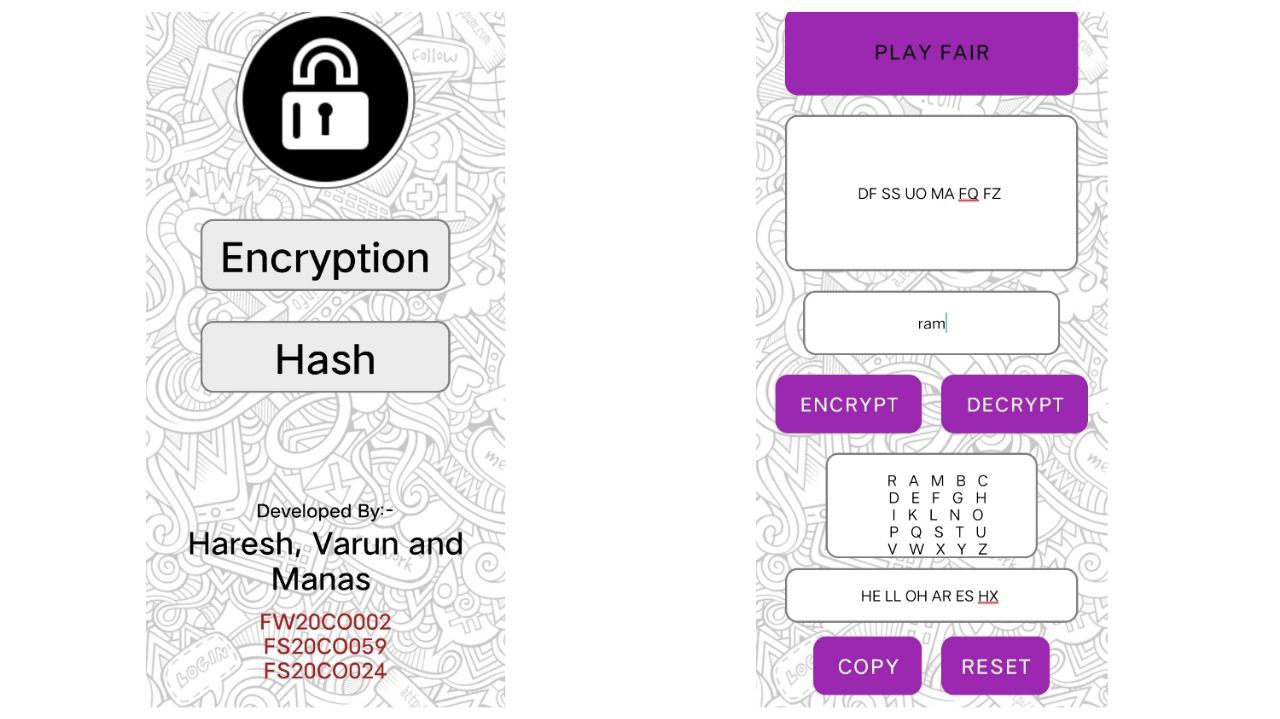 Encryption
Hash
Developed By:-
Haresh, Varun and
Manas
FW20CO002
FS20CO059
FS20CO024
PLAY FAIR
DF SS UO MA FQ FZ
ram
ENCRYPT DECRYPT
R A M B C
D E F G H
I K L N O
P Q S T U
V W X Y Z
HE LL OH AR ES HX
COPY RESET